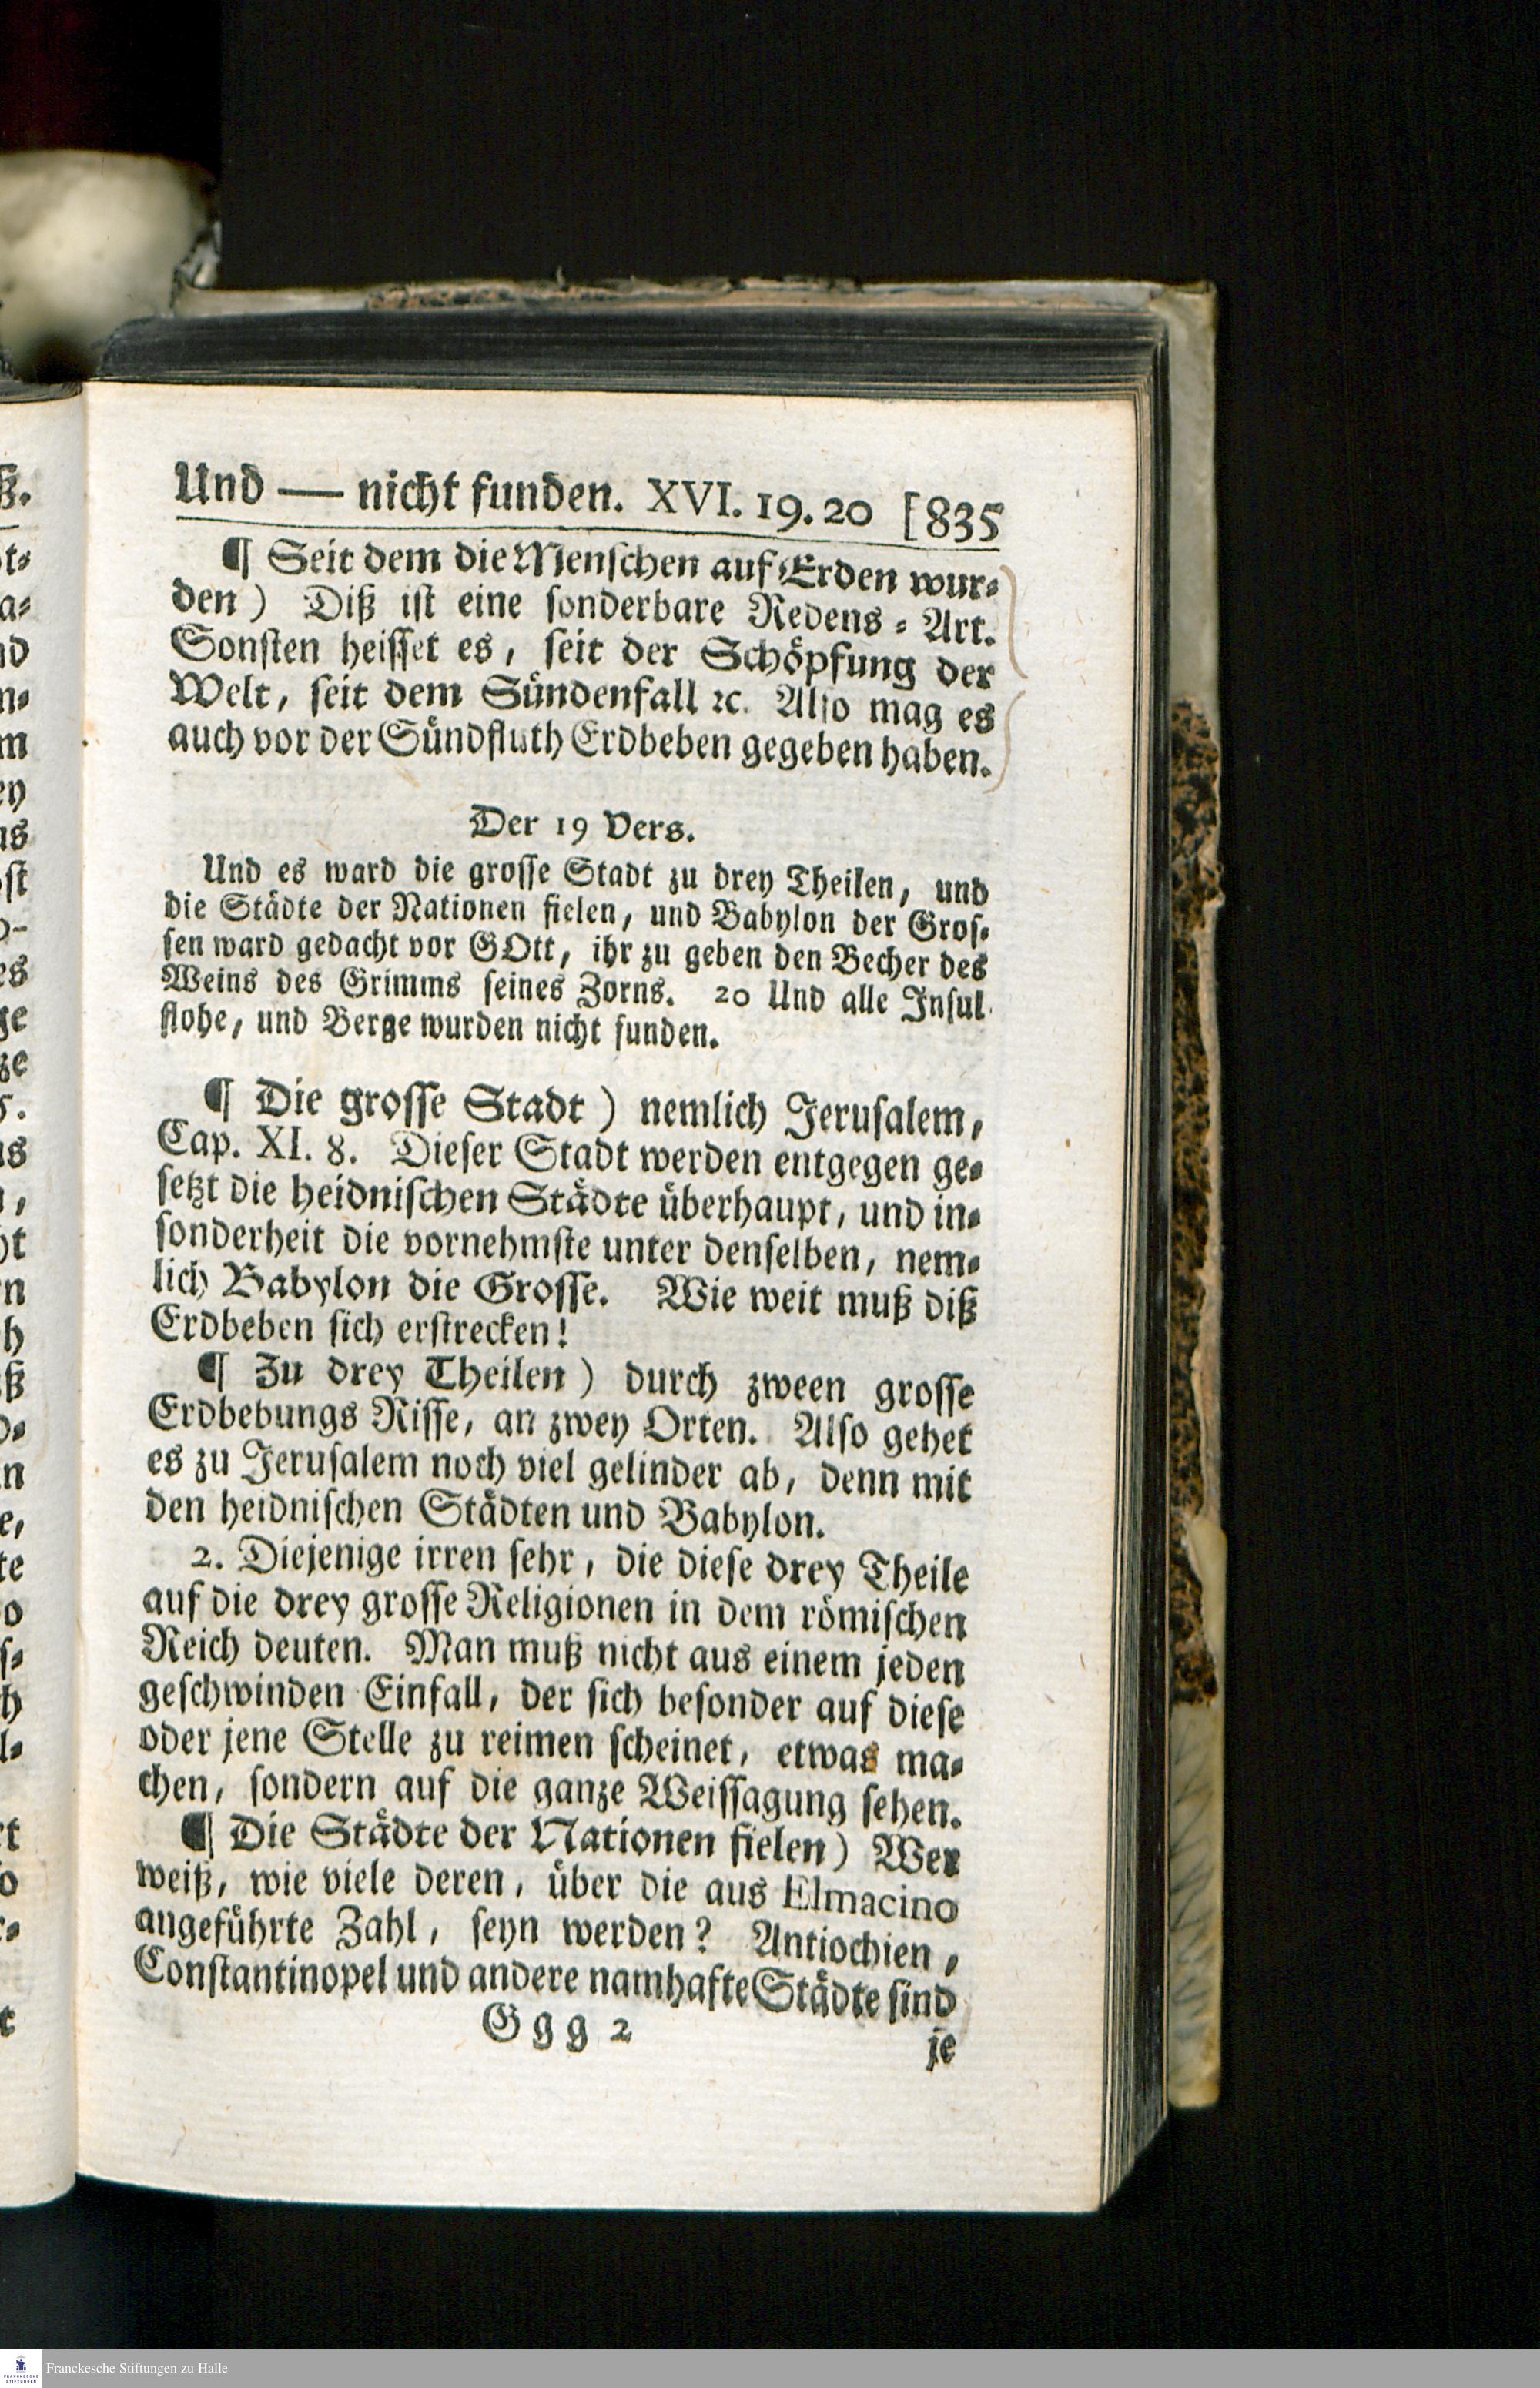 Und — nicht funden. XVI. 19. 20 [835
¶ Seit dem die Menschen auf Erden wur-
den) Diß ist eine sonderbare Redens-Art.
Sonsten heisset es, seit der Schöpfung der
Welt, seit dem Sündenfall ꝛc. Also mag es
auch vor der Sündfluth Erdbeben gegeben haben.
Der 19 Vers.
Und es ward die grosse Stadt zu drey Theilen, und
die Städte der Nationen fielen, und Babylon der Gros-
sen ward gedacht vor GOtt, ihr zu geben den Becher des
Weins des Grimms seines Zorns. 20 Und alle Insul
flohe, und Berge wurden nicht funden.
¶ Die grosse Stadt) nemlich Jerusalem,
Cap. XI. 8. Dieser Stadt werden entgegen ge-
setzt die heidnischen Städte überhaupt, und in-
sonderheit die vornehmste unter denselben, nem-
lich Babylon die Grosse. Wie weit muß diß
Erdbeben sich erstrecken!
¶ Zu drey Theilen) durch zween grosse
Erdbebungs Risse, an zwey Orten. Also gehet
es zu Jerusalem noch viel gelinder ab, denn mit
den heidnischen Städten und Babylon.
2. Diejenige irren sehr, die diese drey Theile
auf die drey grosse Religionen in dem römischen
Reich deuten. Man muß nicht aus einem jeden
geschwinden Einfall, der sich besonder auf diese
oder jene Stelle zu reimen scheinet, etwas ma-
chen, sondern auf die ganze Weissagung sehen.
¶ Die Städte der Nationen fielen) Wer
weiß, wie viele deren, über die aus Elmacino
angeführte Zahl, seyn werden? Antiochien,
Constantinopel und andere namhafte Städte sind
Ggg 2
je
Franckesche Stiftungen zu Halle